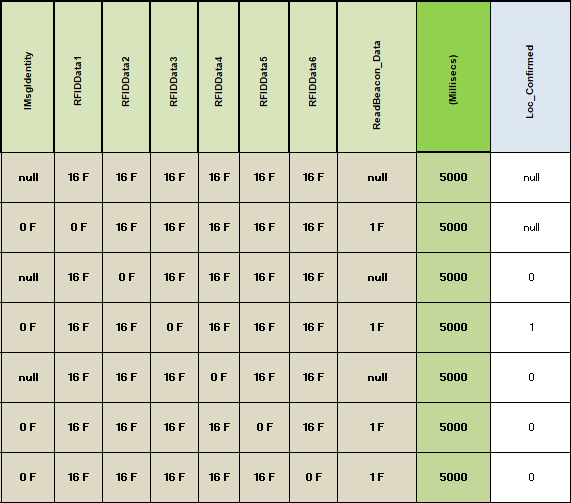 IMsgIdentity RFIDData1 RFIDData2 RFIDData3 RFIDData4 RFIDData5 RFIDData6 ReadBeacon_Data (Millisecs) Loc_Confirmed
null 16 F 16 F 16 F 16 F 16 F 16 F null 5000 null
0 F 0 F 16 F 16 F 16 F 16 F 16 F 1 F 5000 null
null 16 F 0 F 16 F 16 F 16 F 16 F null 5000 0
0 F 16 F 16 F 0 F 16 F 16 F 16 F 1 F 5000 1
null 16 F 16 F 16 F 0 F 16 F 16 F null 5000 0
0 F 16 F 16 F 16 F 16 F 0 F 16 F 1 F 5000 0
0 F 16 F 16 F 16 F 16 F 16 F 0 F 1 F 5000 0